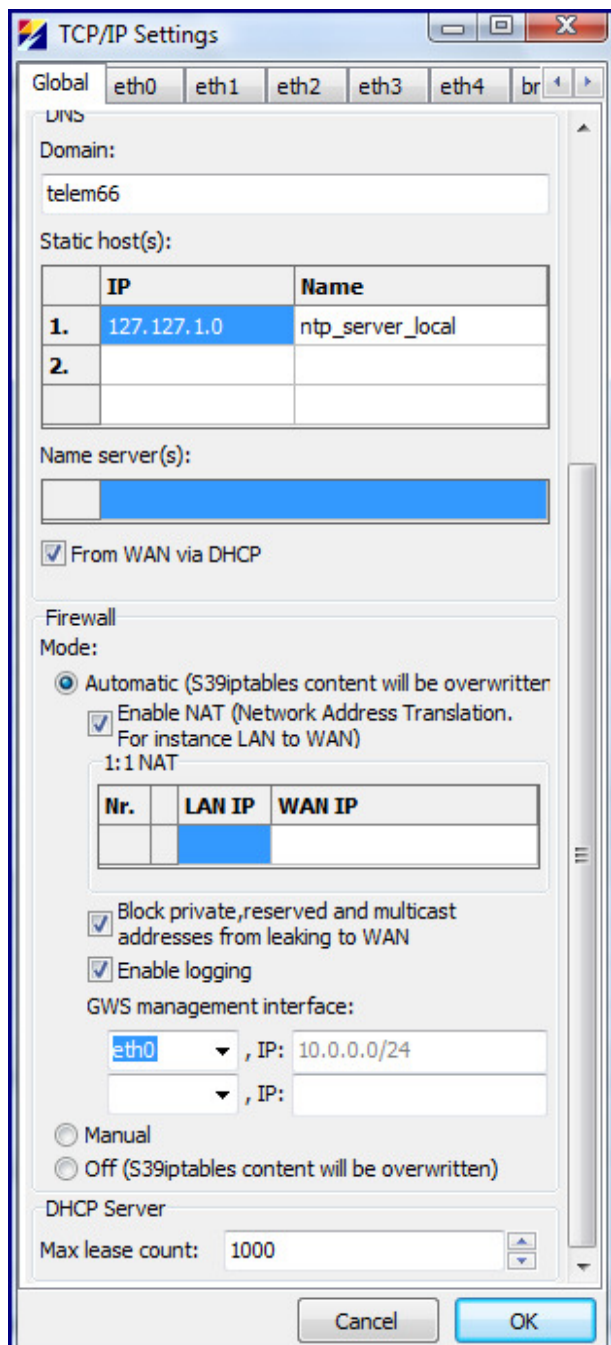 TCP/IP Settings
Global eth0 eth1 eth2 eth3 eth4 br
DNS
Domain:
telem66
Static host(s):
IP Name
1. 127.127.1.0 ntp_server_local
2.
Name server(s):
From WAN via DHCP
Firewall
Mode:
Automatic (S39iptables content will be overwritten
Enable NAT (Network Address Translation.
For instance LAN to WAN)
1:1 NAT
Nr. LAN IP WAN IP
Block private,reserved and multicast
addresses from leaking to WAN
Enable logging
GWS management interface:
eth0 , IP: 10.0.0.0/24
, IP:
Manual
Off (S39iptables content will be overwritten)
DHCP Server
Max lease count: 1000
Cancel OK